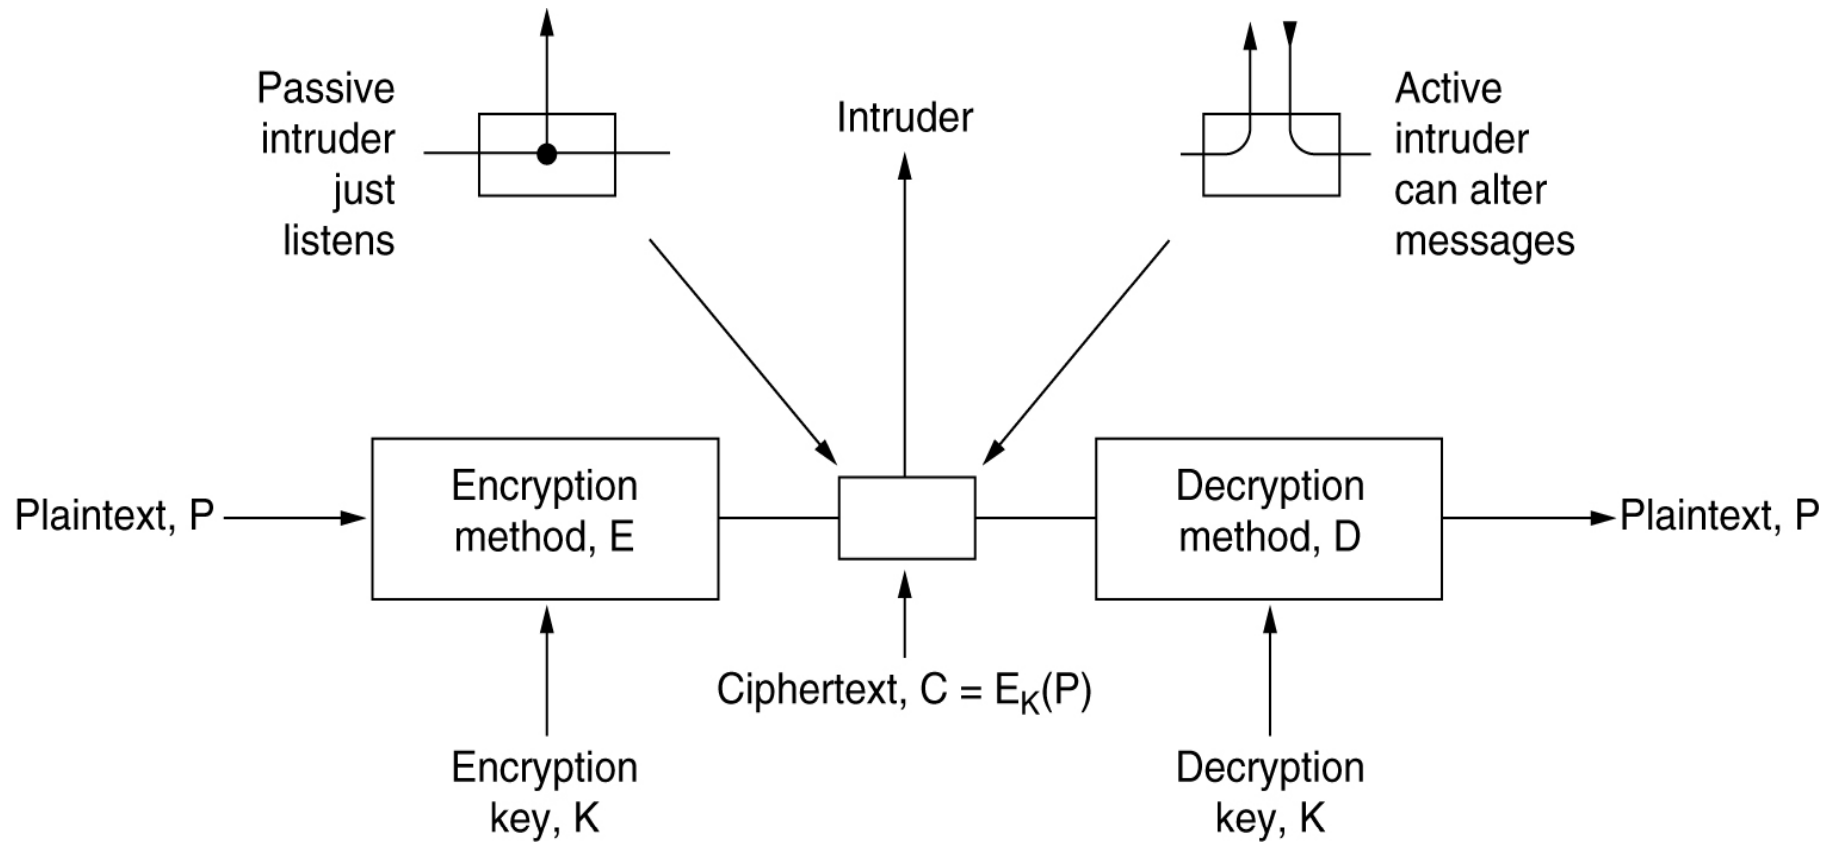 Passive
intruder
just
listens
Intruder
Active
intruder
can alter
messages
Plaintext, P
Encryption
method, E
Decryption
method, D
Plaintext, P
Ciphertext, C = E_K(P)
Encryption
key, K
Decryption
key, K